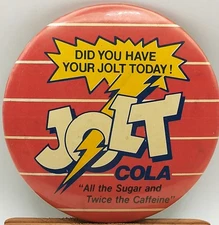 DID YOU HAVE
YOUR JOLT TODAY!
JOLT
COLA
"All the Sugar and
Twice the Caffeine"